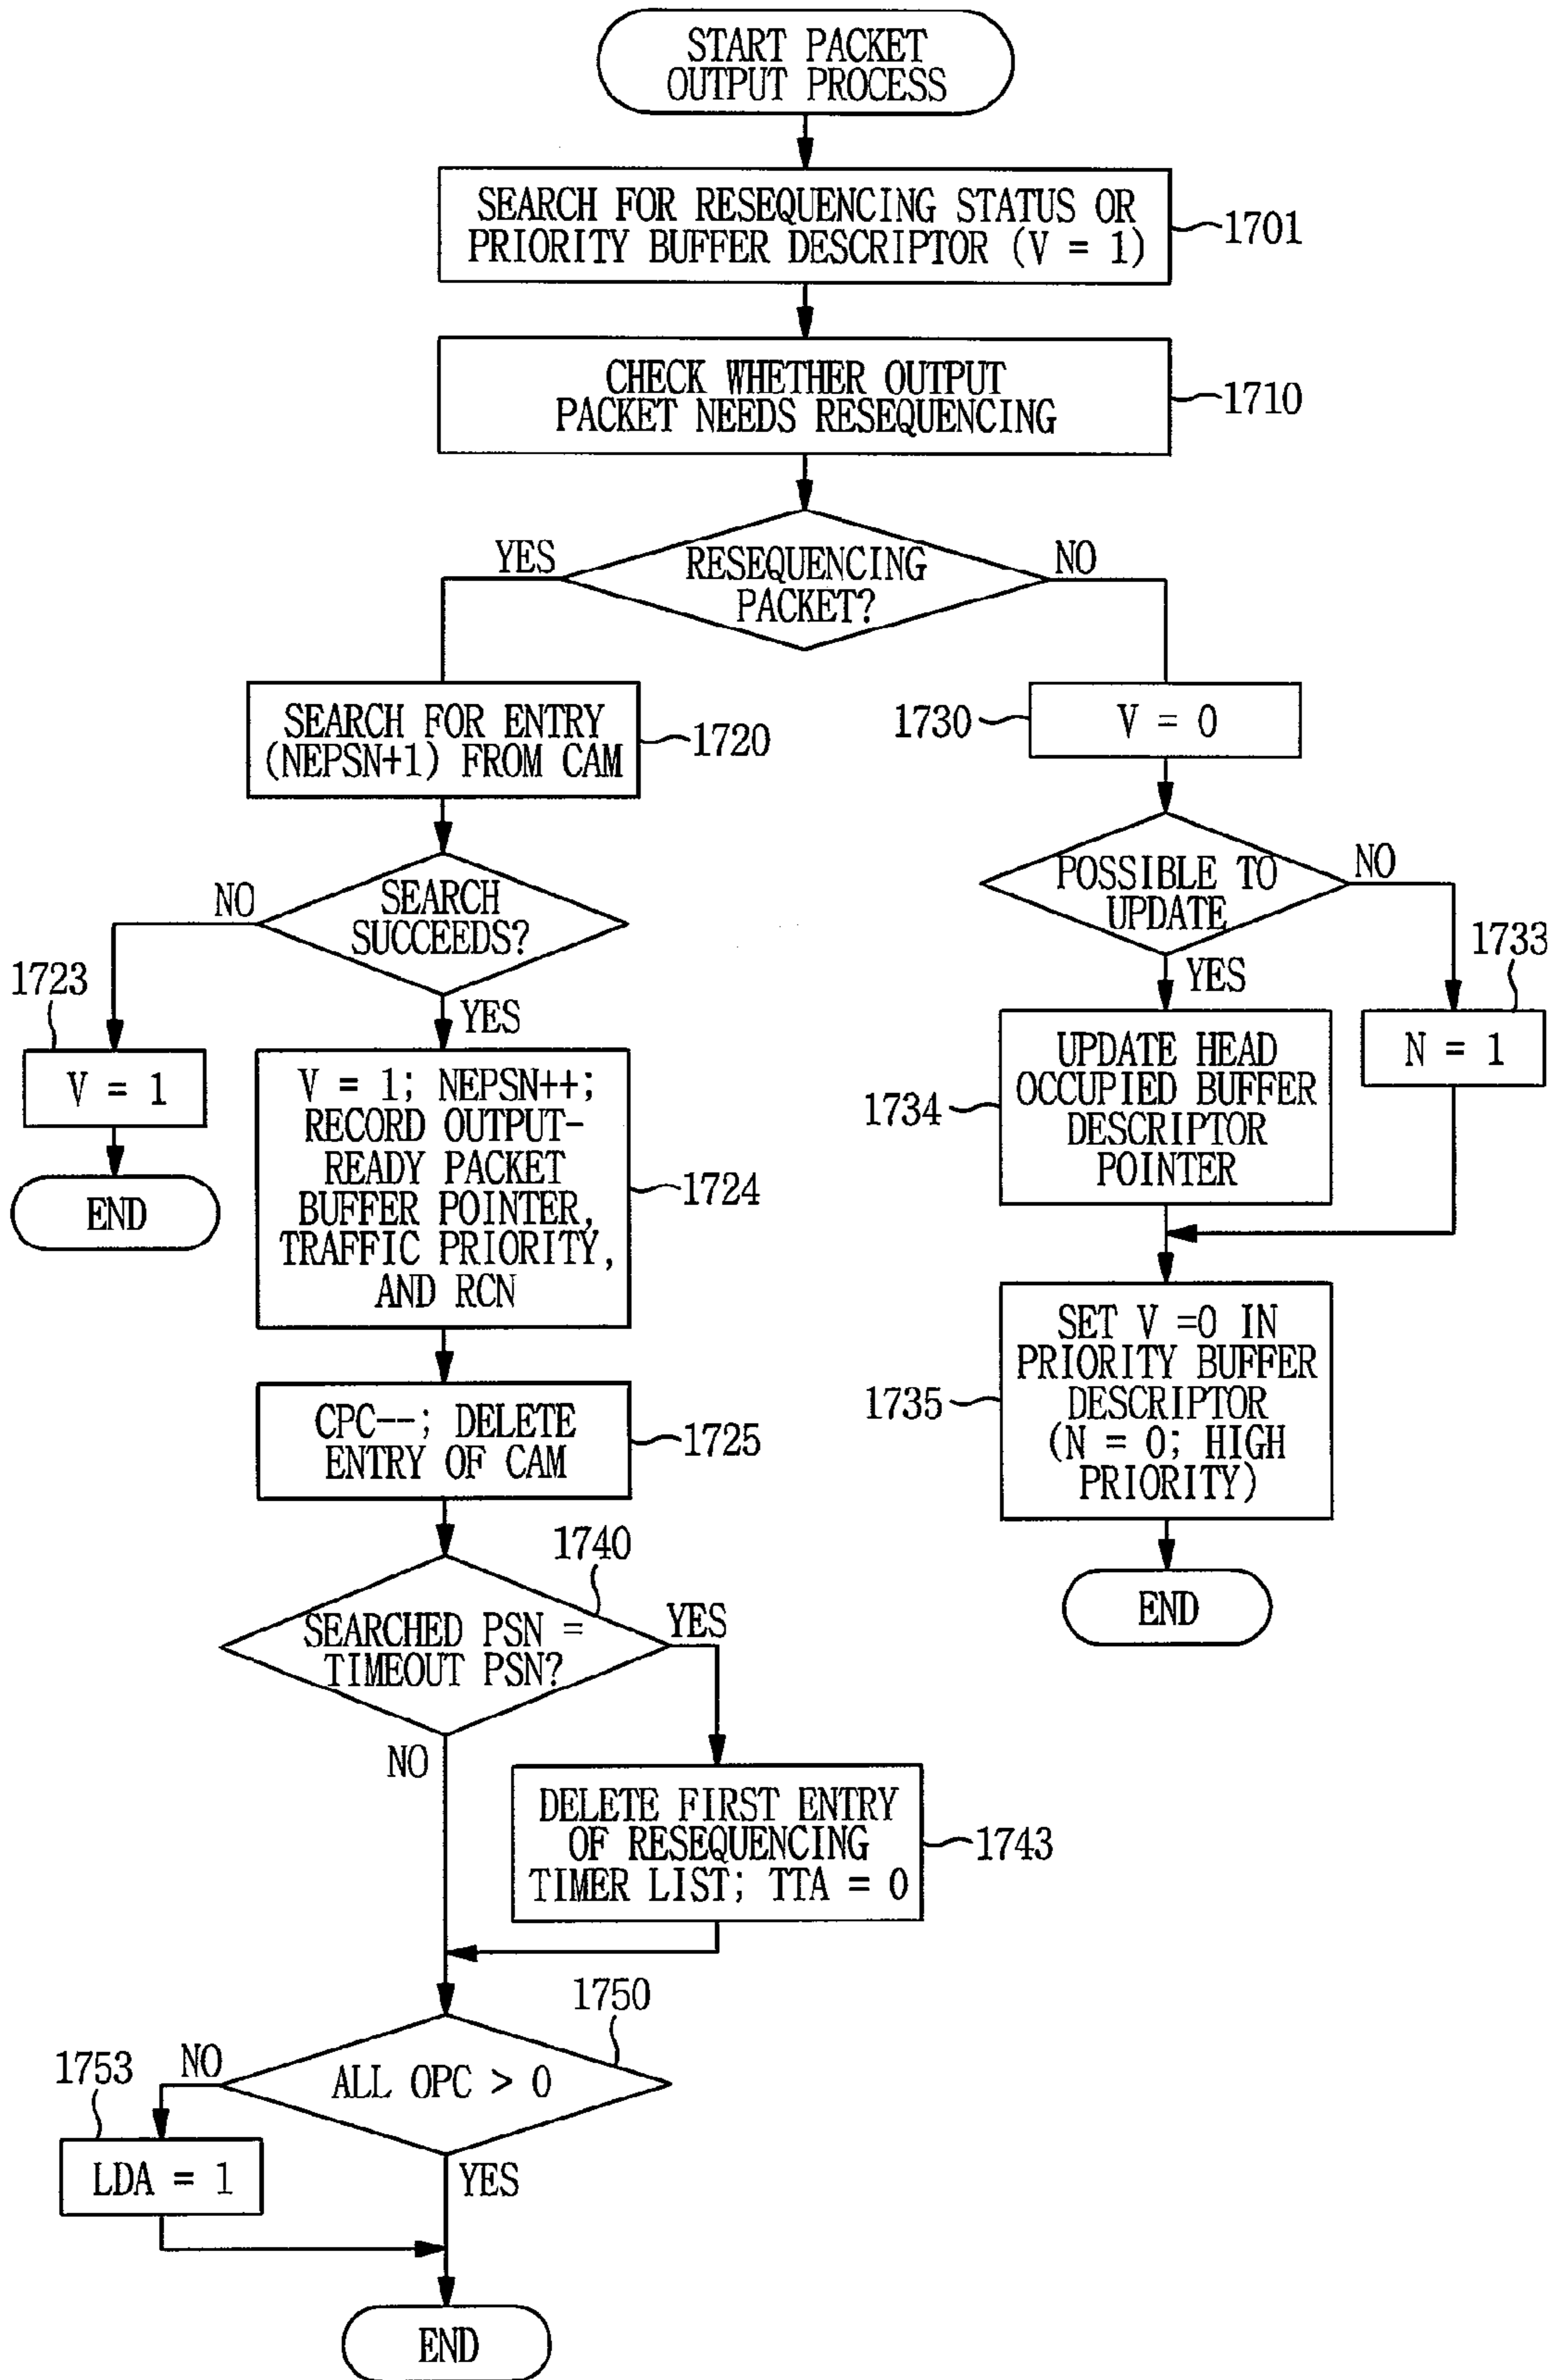 START PACKET
OUTPUT PROCESS
SEARCH FOR RESEQUENCING STATUS OR
PRIORITY BUFFER DESCRIPTOR (V = 1)
1701
CHECK WHETHER OUTPUT
PACKET NEEDS RESEQUENCING
1710
YES
RESEQUENCING
PACKET?
NO
SEARCH FOR ENTRY
(NEPSN+1) FROM CAM
1720
1730
V = 0
NO
SEARCH
SUCCEEDS?
YES
POSSIBLE TO
UPDATE
NO
YES
1723
V = 1
END
V = 1; NEPSN++;
RECORD OUTPUT-
READY PACKET
BUFFER POINTER,
TRAFFIC PRIORITY,
AND RCN
1724
1733
N = 1
1734
UPDATE HEAD
OCCUPIED BUFFER
DESCRIPTOR
POINTER
1735
SET V =0 IN
PRIORITY BUFFER
DESCRIPTOR
(N = 0; HIGH
PRIORITY)
END
CPC--; DELETE
ENTRY OF CAM
1725
1740
SEARCHED PSN =
TIMEOUT PSN?
YES
NO
DELETE FIRST ENTRY
OF RESEQUENCING
TIMER LIST; TTA = 0
1743
1750
ALL OPC > 0
NO
1753
LDA = 1
YES
END